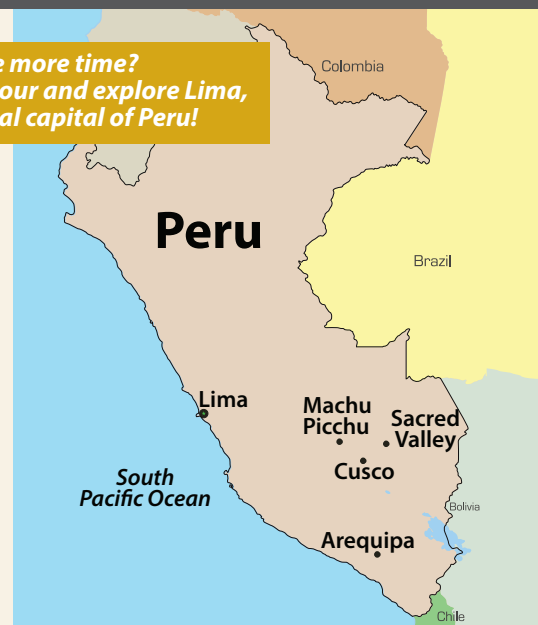 e more time?
our and explore Lima,
al capital of Peru!
Colombia
Peru
Brazil
Lima
Machu
Picchu
Sacred
Valley
Cusco
South
Pacific Ocean
Bolivia
Arequipa
Chile